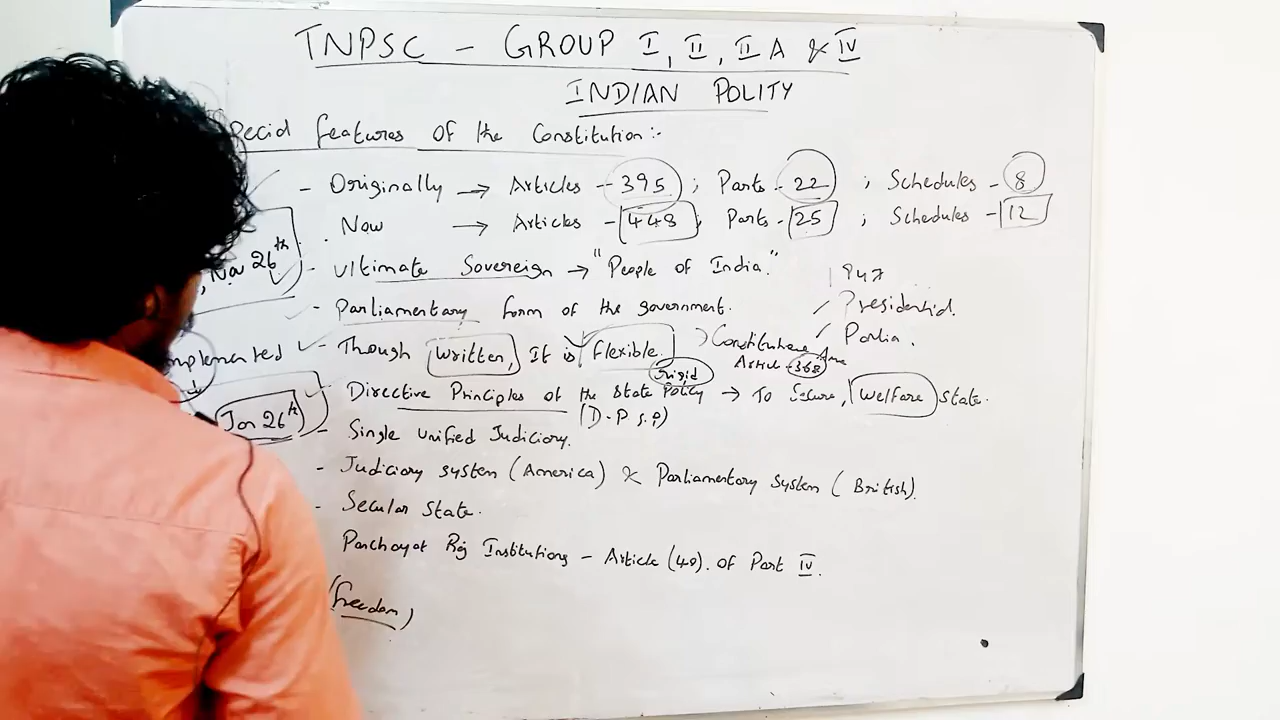 TNPSC - GROUP I, II, II A & IV
INDIAN POLITY
pecial features of the Constitution:-
- Originally → Articles - 395; Parts - 22 ; Schedules - 8
. Now → Articles - 448; Parts - 25 ; Schedules - 12
, Nov 26th
- Ultimate Sovereign → "People of India."
1947
- Parliamentary form of the government.
Presidential.
- Though written, It is flexible
Constituent
Parlia.
mplemented
rigid
Article - 368
Directive Principles of the State Policy → To Secure, Welfare State.
Jan 26th
(D.P.S.P)
- Single Unified Judiciary.
- Judiciary system (America) & Parliamentary System (British).
- Secular State.
Panchayat Raj Institutions - Article (40). of Part IV.
(freedom)